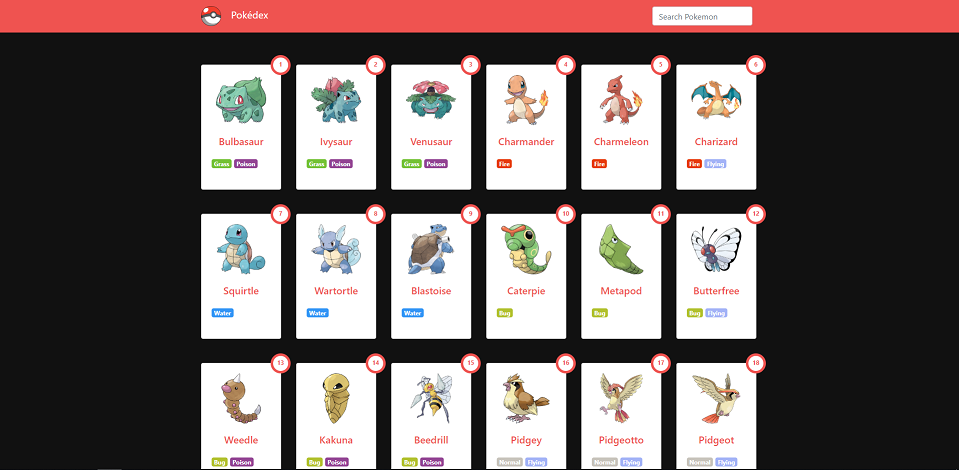 Pokédex
Search Pokemon
1 2 3 4 5 6
Bulbasaur Ivysaur Venusaur Charmander Charmeleon Charizard
Grass Poison Grass Poison Grass Poison Fire Fire Fire Flying
7 8 9 10 11 12
Squirtle Wartortle Blastoise Caterpie Metapod Butterfree
Water Water Water Bug Bug Bug Flying
13 14 15 16 17 18
Weedle Kakuna Beedrill Pidgey Pidgeotto Pidgeot
Bug Poison Bug Poison Bug Poison Normal Flying Normal Flying Normal Flying